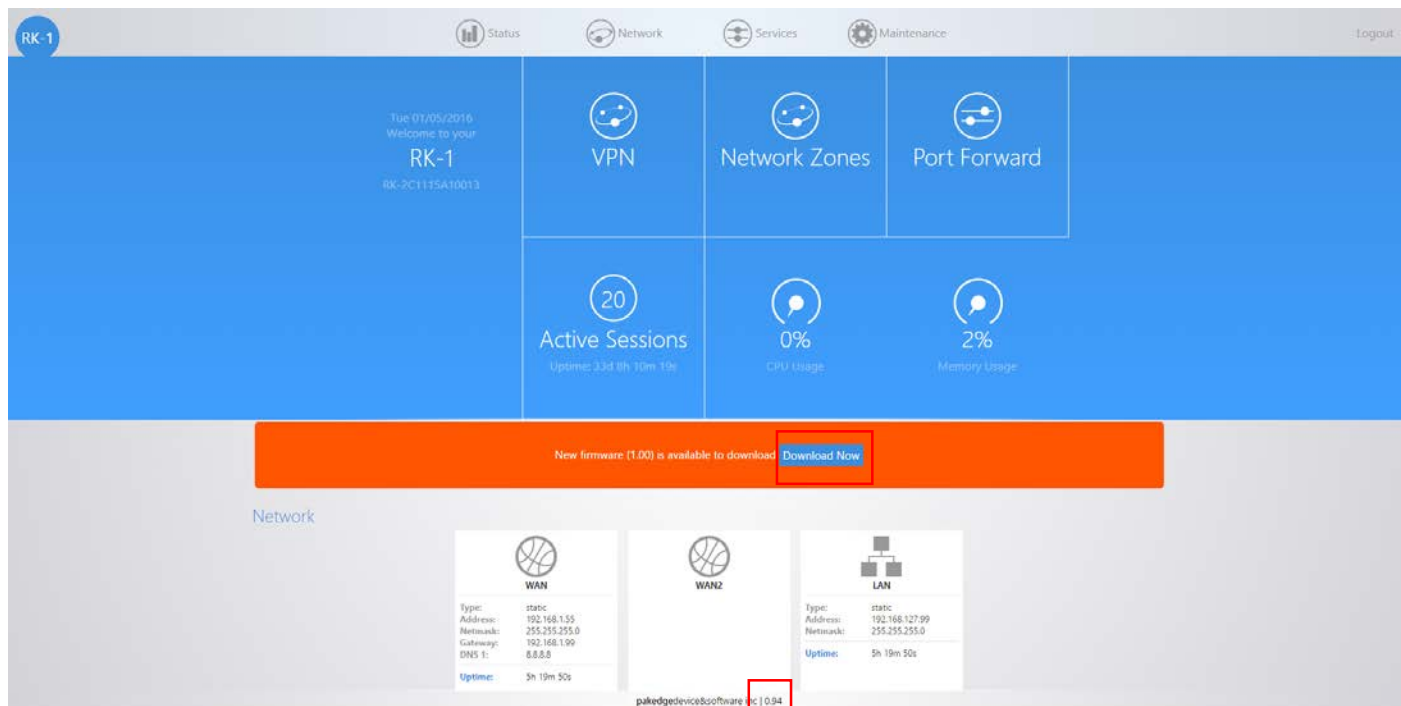 RK-1
Status
Network
Services
Maintenance
Logout
Tue 01/05/2016
Welcome to your
RK-1
RK-2C1115A10013
VPN
Network Zones
Port Forward
20
Active Sessions
Uptime: 33d 8h 10m 19s
0%
CPU Usage
2%
Memory Usage
New firmware (1.00) is available to download Download Now
Network
WAN
Type: static
Address: 192.168.1.55
Netmask: 255.255.255.0
Gateway: 192.168.1.99
DNS 1: 8.8.8.8
Uptime: 5h 19m 50s
WAN2
LAN
Type: static
Address: 192.168.127.99
Netmask: 255.255.255.0
Uptime: 5h 19m 50s
pakedgedevice&software inc | 0.94